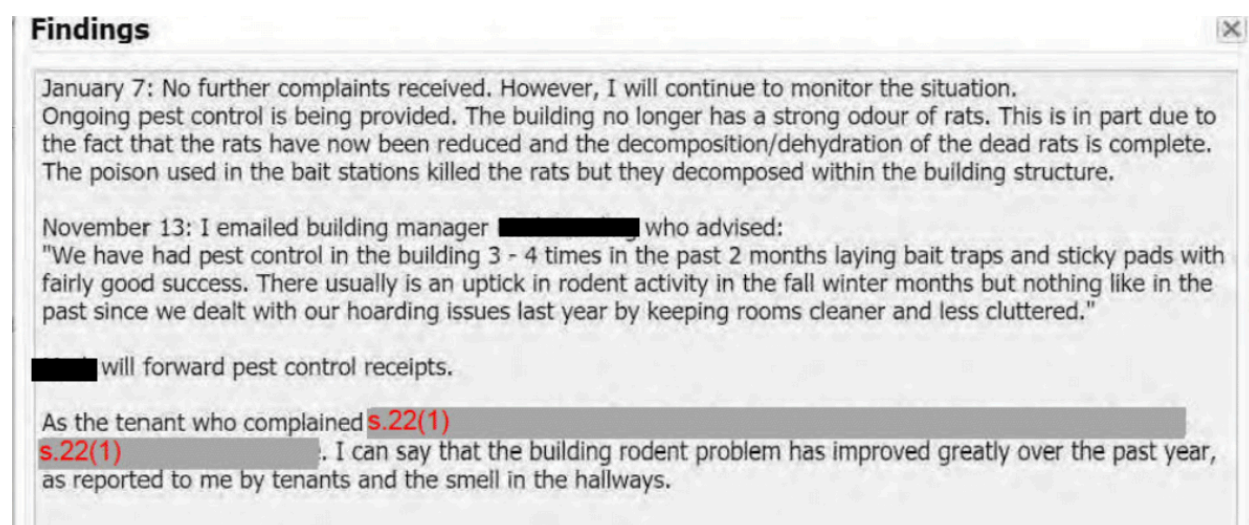 Findings
January 7: No further complaints received. However, I will continue to monitor the situation.
Ongoing pest control is being provided. The building no longer has a strong odour of rats. This is in part due to
the fact that the rats have now been reduced and the decomposition/dehydration of the dead rats is complete.
The poison used in the bait stations killed the rats but they decomposed within the building structure.
November 13: I emailed building manager who advised:
"We have had pest control in the building 3 - 4 times in the past 2 months laying bait traps and sticky pads with
fairly good success. There usually is an uptick in rodent activity in the fall winter months but nothing like in the
past since we dealt with our hoarding issues last year by keeping rooms cleaner and less cluttered."
will forward pest control receipts.
As the tenant who complained s.22(1)
s.22(1) . I can say that the building rodent problem has improved greatly over the past year,
as reported to me by tenants and the smell in the hallways.